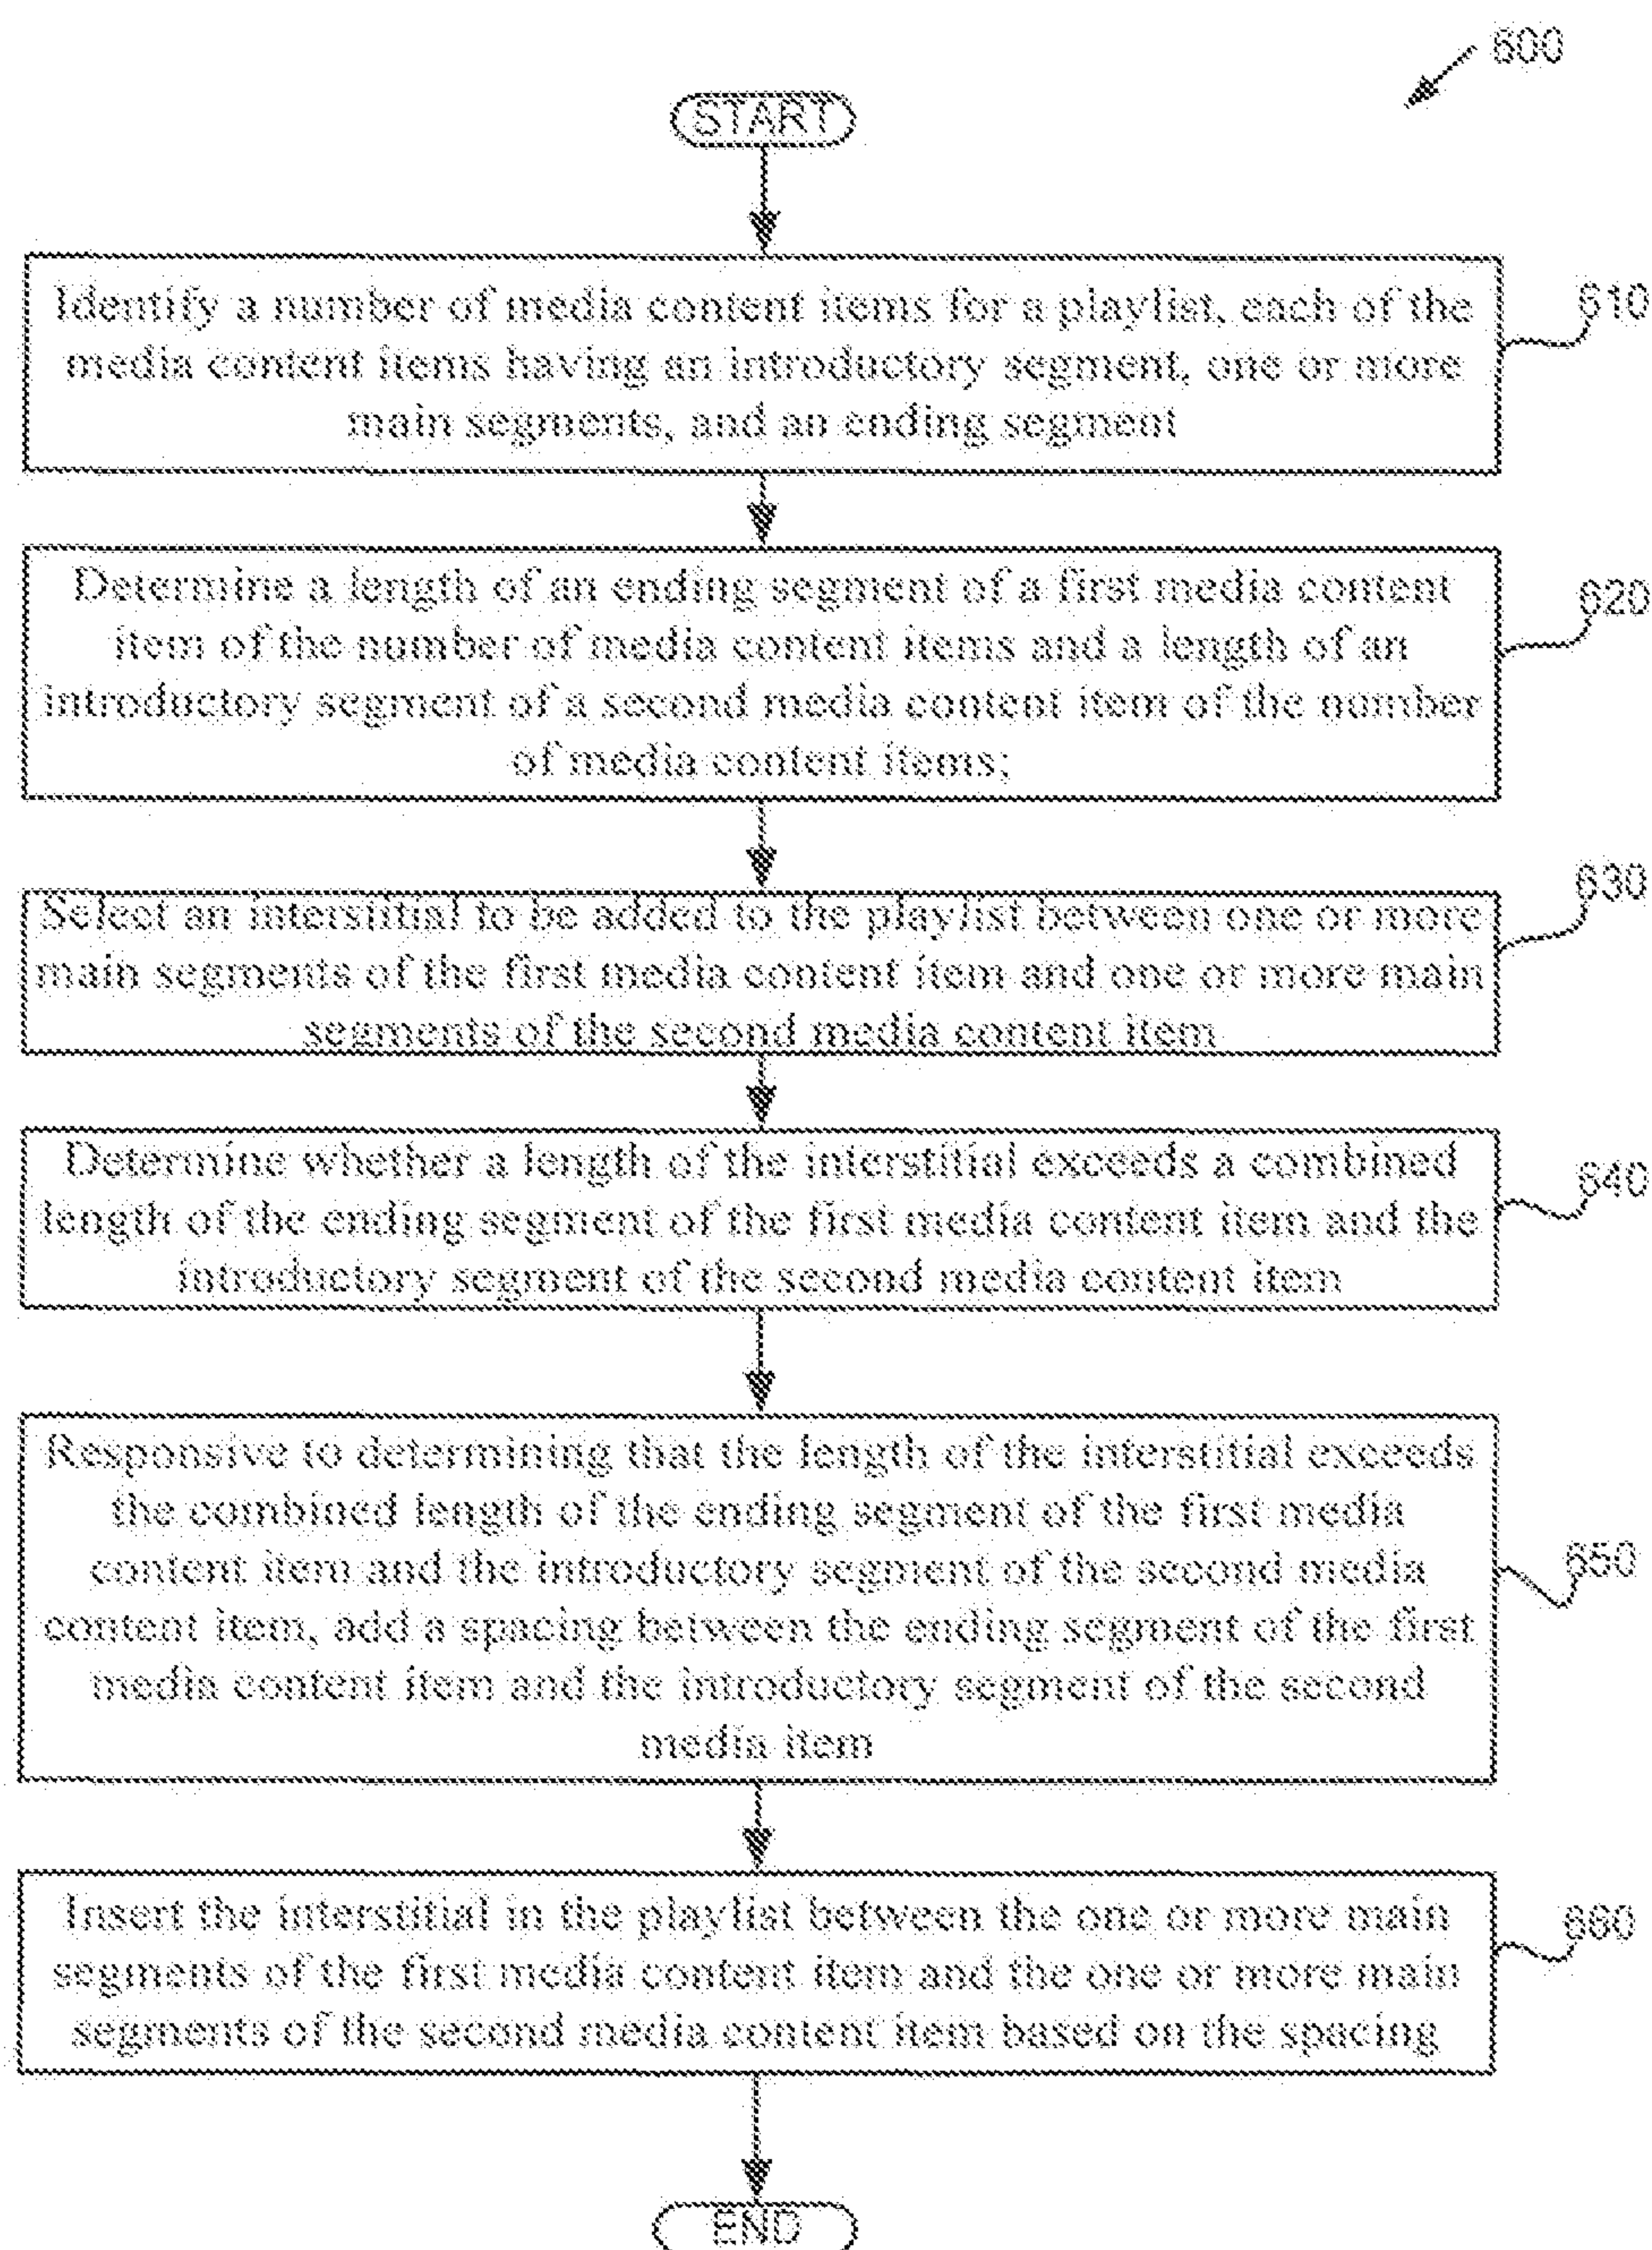 600
START
Identify a number of media content items for a playlist, each of the
media content items having an introductory segment, one or more
main segments, and an ending segment
610
Determine a length of an ending segment of a first media content
item of the number of media content items and a length of an
introductory segment of a second media content item of the number
of media content items;
620
Select an interstitial to be added to the playlist between one or more
main segments of the first media content item and one or more main
segments of the second media content item
630
Determine whether a length of the interstitial exceeds a combined
length of the ending segment of the first media content item and the
introductory segment of the second media content item
640
Responsive to determining that the length of the interstitial exceeds
the combined length of the ending segment of the first media
content item and the introductory segment of the second media
content item, add a spacing between the ending segment of the first
media content item and the introductory segment of the second
media item
650
Insert the interstitial in the playlist between the one or more main
segments of the first media content item and the one or more main
segments of the second media content item based on the spacing
660
END